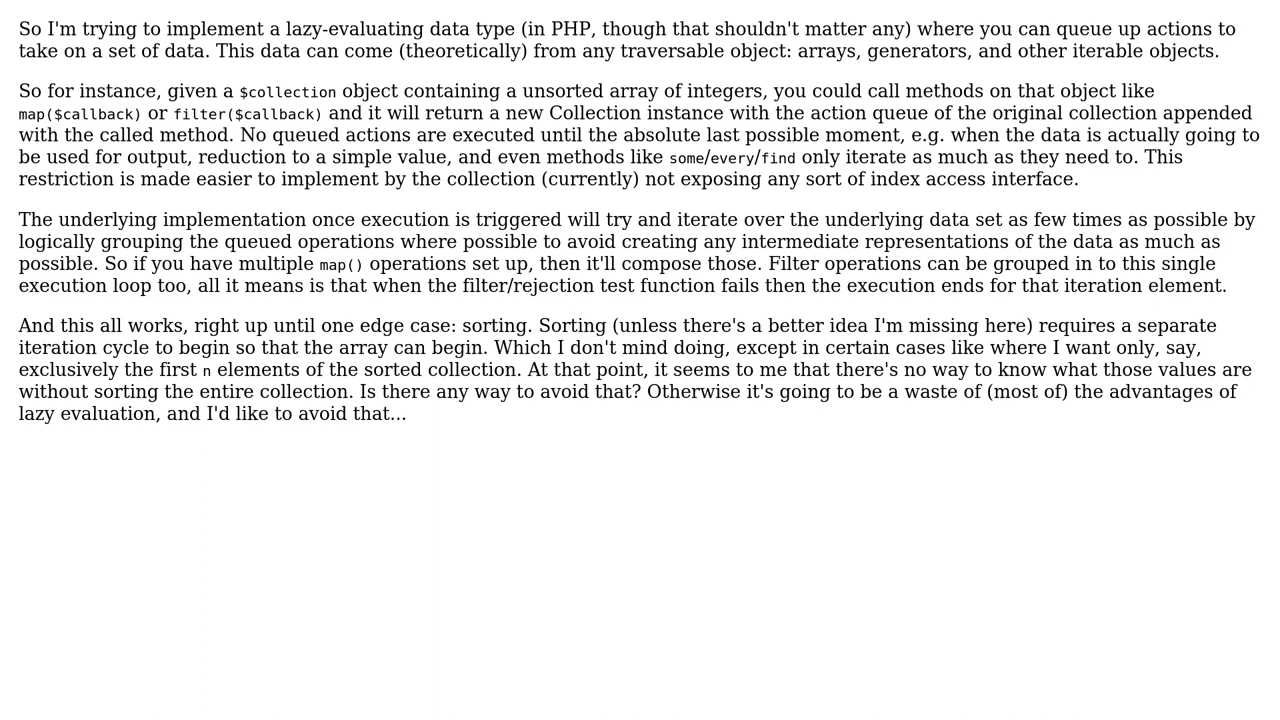 So I'm trying to implement a lazy-evaluating data type (in PHP, though that shouldn't matter any) where you can queue up actions to
take on a set of data. This data can come (theoretically) from any traversable object: arrays, generators, and other iterable objects.
So for instance, given a $collection object containing a unsorted array of integers, you could call methods on that object like
map($callback) or filter($callback) and it will return a new Collection instance with the action queue of the original collection appended
with the called method. No queued actions are executed until the absolute last possible moment, e.g. when the data is actually going to
be used for output, reduction to a simple value, and even methods like some/every/find only iterate as much as they need to. This
restriction is made easier to implement by the collection (currently) not exposing any sort of index access interface.
The underlying implementation once execution is triggered will try and iterate over the underlying data set as few times as possible by
logically grouping the queued operations where possible to avoid creating any intermediate representations of the data as much as
possible. So if you have multiple map() operations set up, then it'll compose those. Filter operations can be grouped in to this single
execution loop too, all it means is that when the filter/rejection test function fails then the execution ends for that iteration element.
And this all works, right up until one edge case: sorting. Sorting (unless there's a better idea I'm missing here) requires a separate
iteration cycle to begin so that the array can begin. Which I don't mind doing, except in certain cases like where I want only, say,
exclusively the first n elements of the sorted collection. At that point, it seems to me that there's no way to know what those values are
without sorting the entire collection. Is there any way to avoid that? Otherwise it's going to be a waste of (most of) the advantages of
lazy evaluation, and I'd like to avoid that...